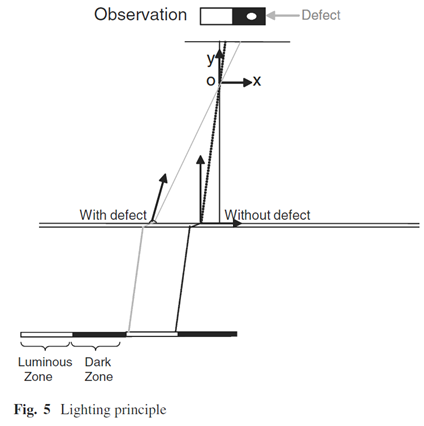 Observation
Defect
y
o
x
With defect
Without defect
Luminous Dark
Zone Zone
Fig. 5 Lighting principle